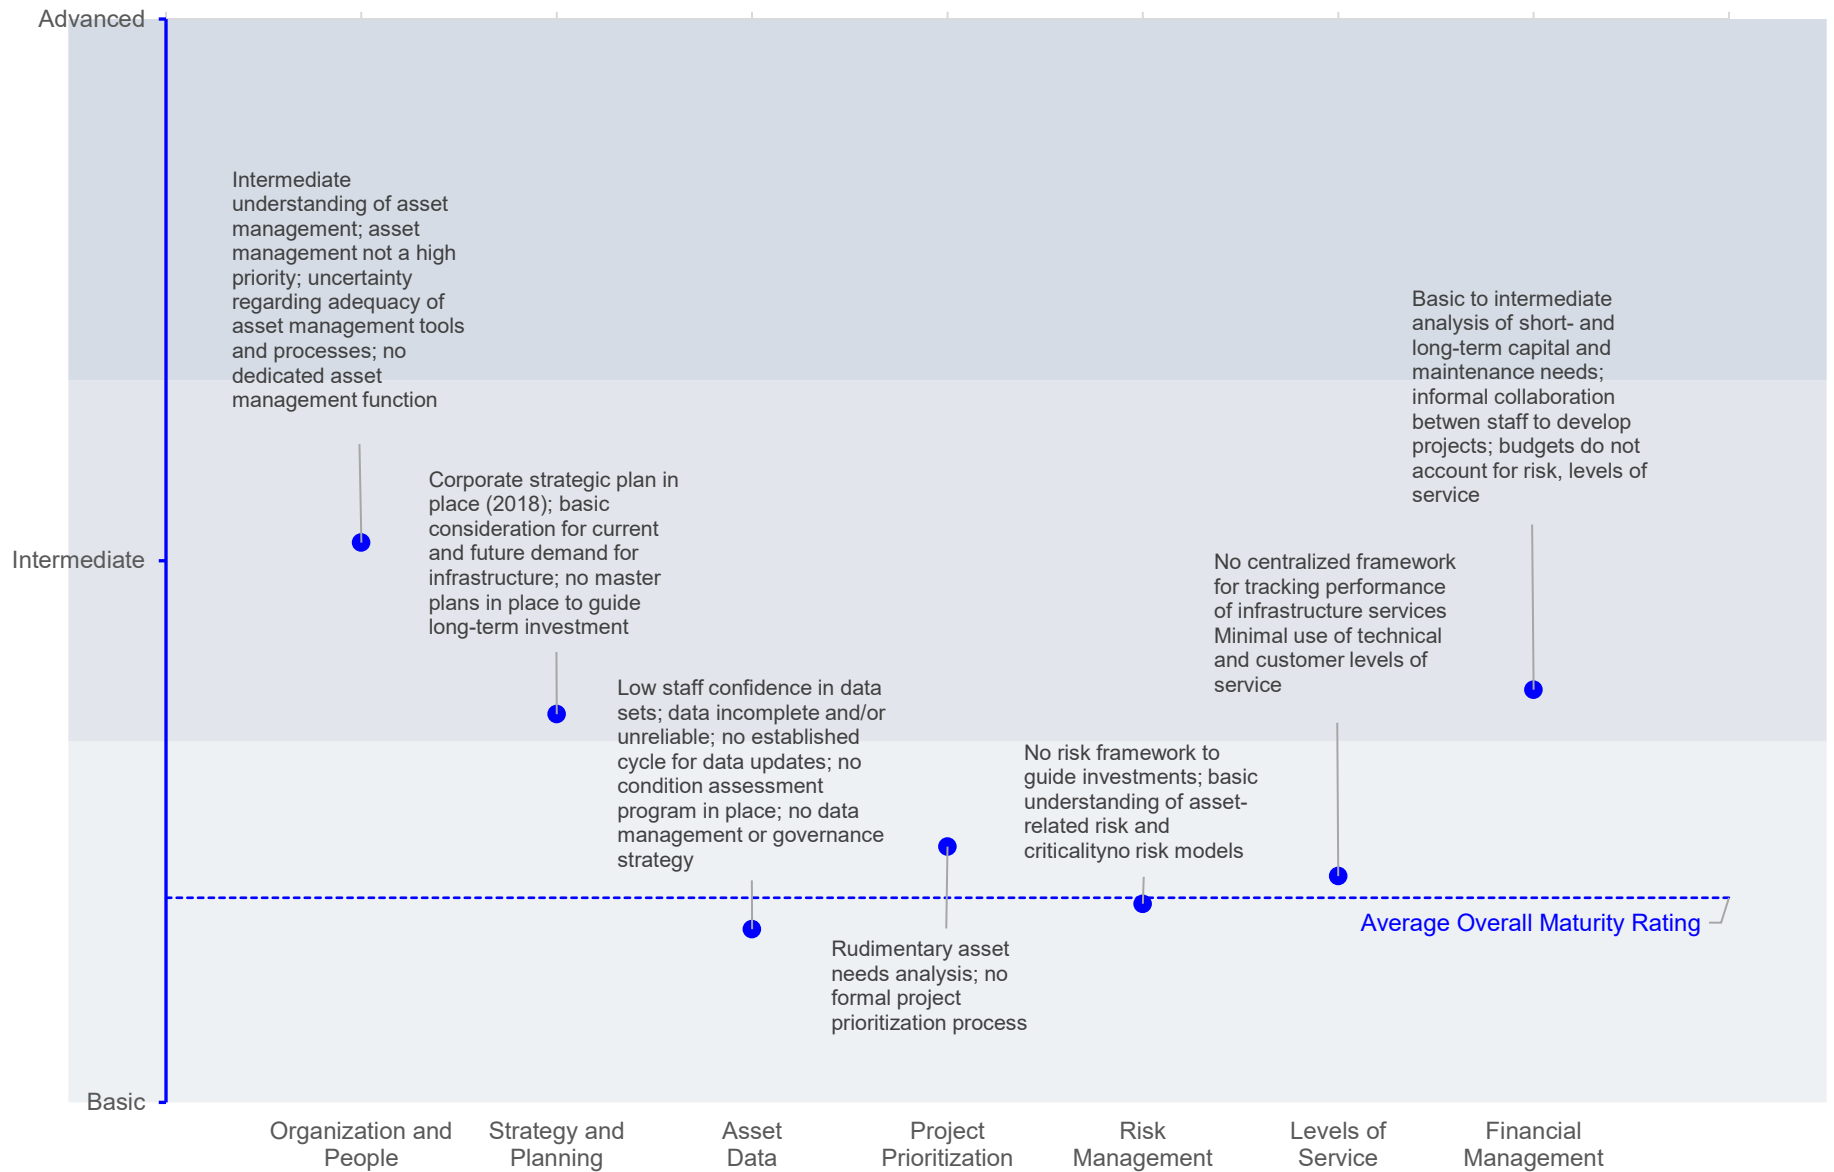 Advanced
Intermediate
understanding of asset
management; asset
management not a high
priority; uncertainty
regarding adequacy of
asset management tools
and processes; no
dedicated asset
management function
Basic to intermediate
analysis of short- and
long-term capital and
maintenance needs;
informal collaboration
betwen staff to develop
projects; budgets do not
account for risk, levels of
service
Corporate strategic plan in
place (2018); basic
consideration for current
and future demand for
infrastructure; no master
plans in place to guide
long-term investment
Intermediate
No centralized framework
for tracking performance
of infrastructure services
Minimal use of technical
and customer levels of
service
Low staff confidence in data
sets; data incomplete and/or
unreliable; no established
cycle for data updates; no
condition assessment
program in place; no data
management or governance
strategy
No risk framework to
guide investments; basic
understanding of asset-
related risk and
criticalityno risk models
Average Overall Maturity Rating
Rudimentary asset
needs analysis; no
formal project
prioritization process
Basic
Organization and
People
Strategy and
Planning
Asset
Data
Project
Prioritization
Risk
Management
Levels of
Service
Financial
Management